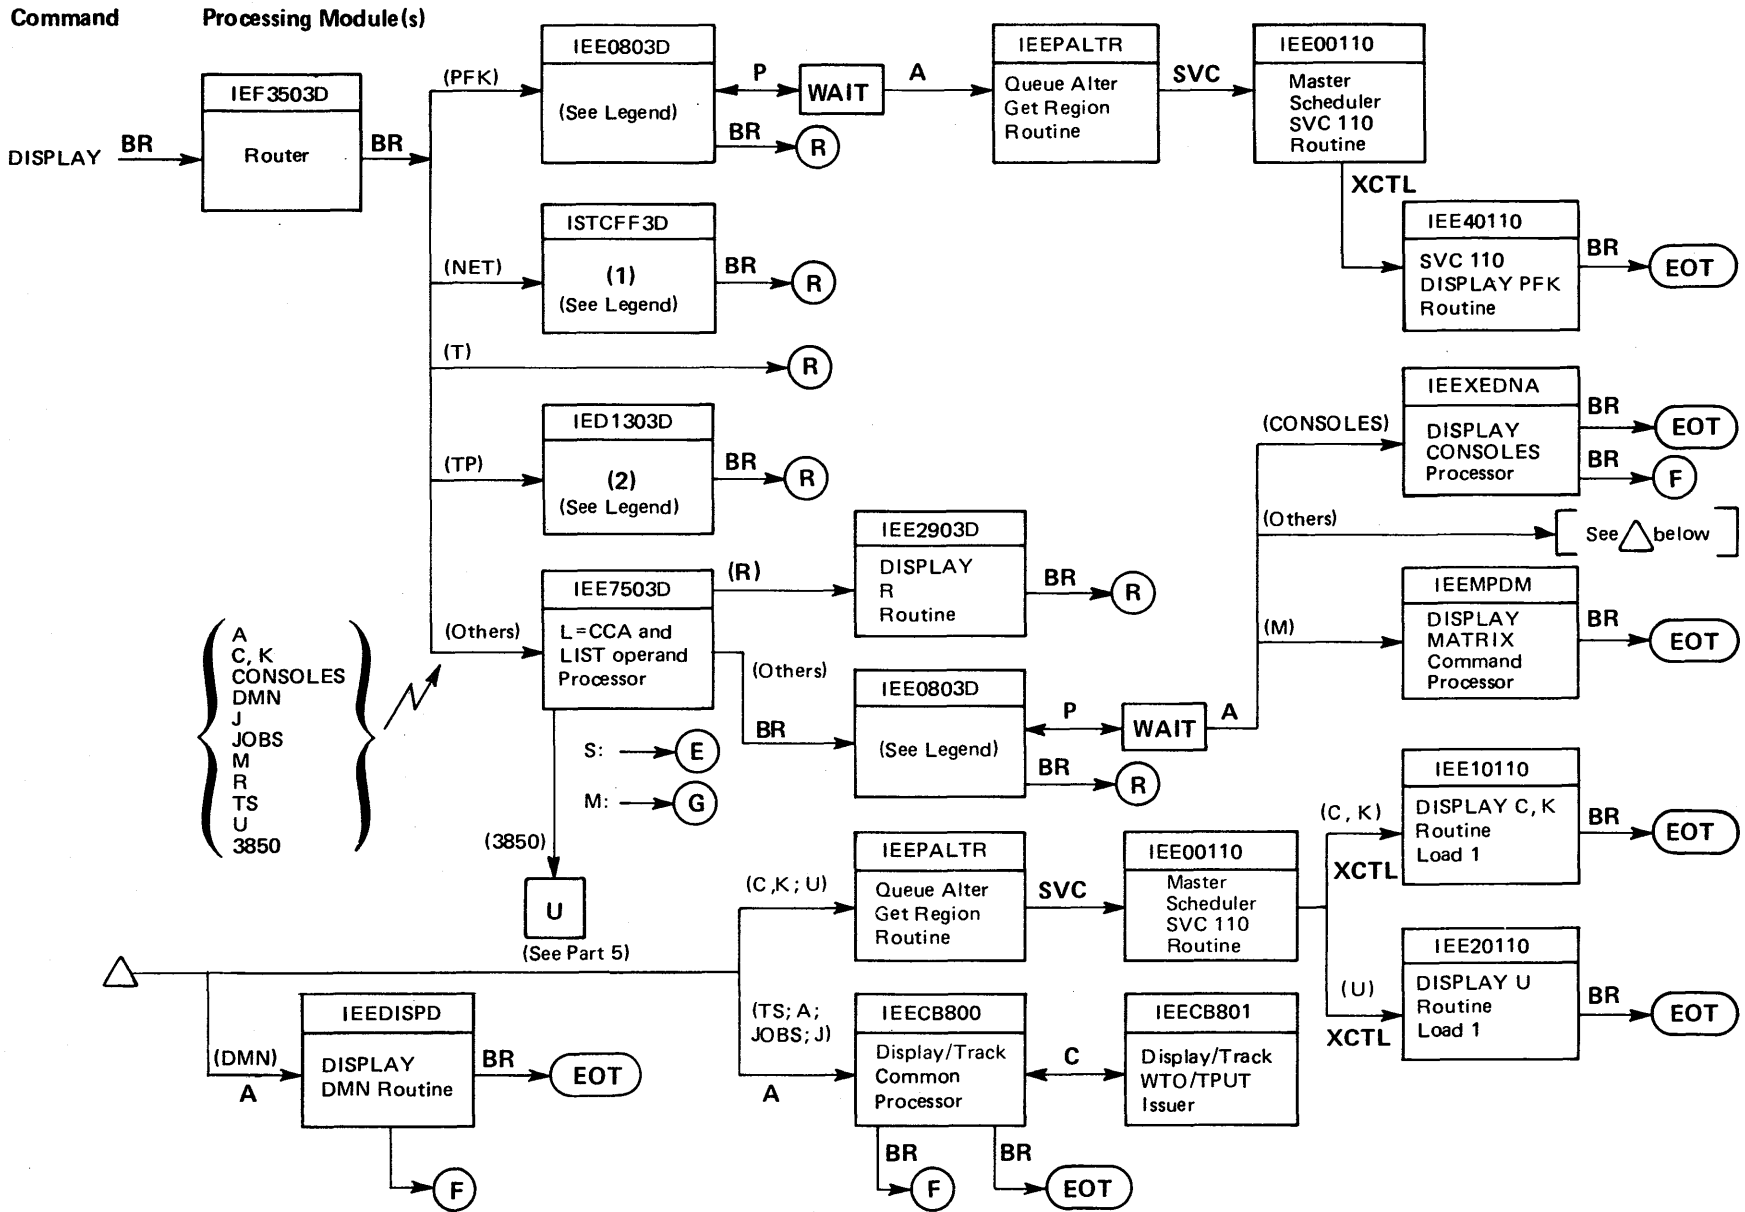 Command
Processing Module(s)
DISPLAY
BR
IEF3503D
Router
BR
(PFK)
IEE0803D
(See Legend)
P
WAIT
A
IEEPALTR
Queue Alter
Get Region
Routine
SVC
IEE00110
Master
Scheduler
SVC 110
Routine
BR
R
XCTL
IEE40110
SVC 110
DISPLAY PFK
Routine
BR
EOT
(NET)
ISTCFF3D
(1)
(See Legend)
BR
R
(T)
R
(TP)
IED1303D
(2)
(See Legend)
BR
R
(Others)
IEE7503D
L=CCA and
LIST operand
Processor
A
C, K
CONSOLES
DMN
J
JOBS
M
R
TS
U
3850
(R)
IEE2903D
DISPLAY
R
Routine
BR
R
(Others)
BR
IEE0803D
(See Legend)
P
WAIT
A
BR
R
(CONSOLES)
IEEXEDNA
DISPLAY
CONSOLES
Processor
BR
EOT
BR
F
(Others)
See △ below
(M)
IEEMPDM
DISPLAY
MATRIX
Command
Processor
BR
EOT
S:
E
M:
G
(3850)
U
(See Part 5)
(C,K; U)
IEEPALTR
Queue Alter
Get Region
Routine
SVC
IEE00110
Master
Scheduler
SVC 110
Routine
(C, K)
XCTL
IEE10110
DISPLAY C, K
Routine
Load 1
BR
EOT
(U)
XCTL
IEE20110
DISPLAY U
Routine
Load 1
BR
EOT
△
(DMN)
A
IEEDISPD
DISPLAY
DMN Routine
BR
EOT
F
(TS; A;
JOBS; J)
A
IEECB800
Display/Track
Common
Processor
C
IEECB801
Display/Track
WTO/TPUT
Issuer
BR
F
BR
EOT